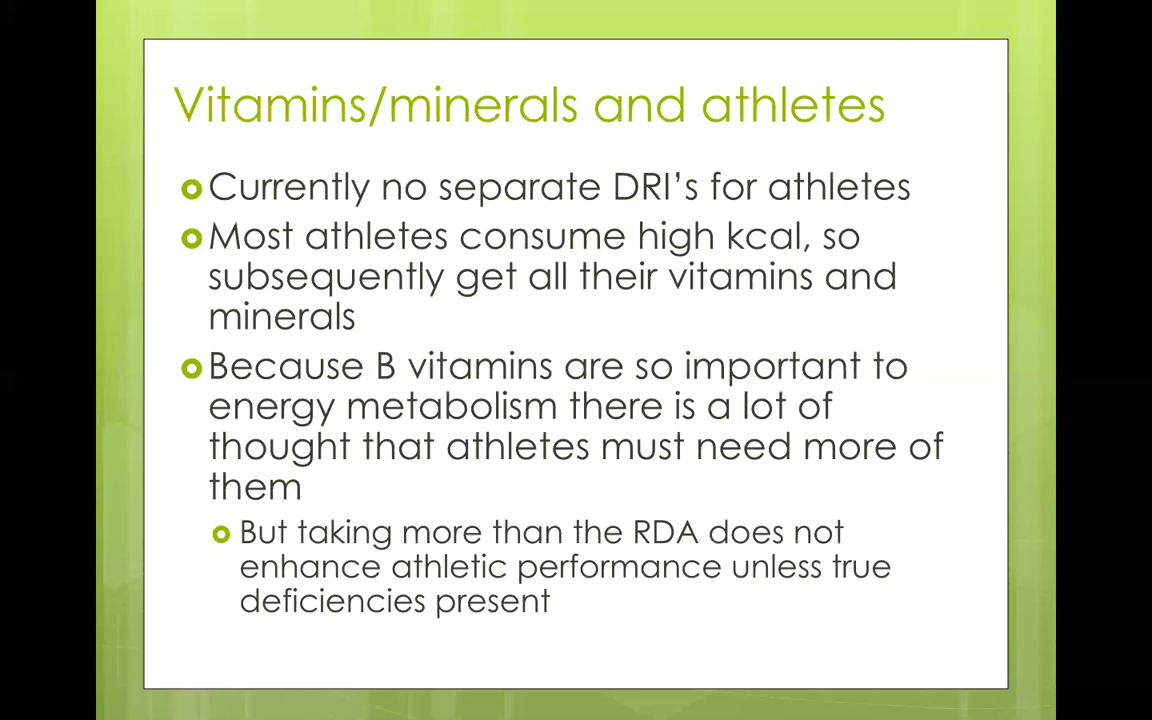 Vitamins/minerals and athletes
Currently no separate DRI's for athletes
Most athletes consume high kcal, so
subsequently get all their vitamins and
minerals
Because B vitamins are so important to
energy metabolism there is a lot of
thought that athletes must need more of
them
But taking more than the RDA does not
enhance athletic performance unless true
deficiencies present